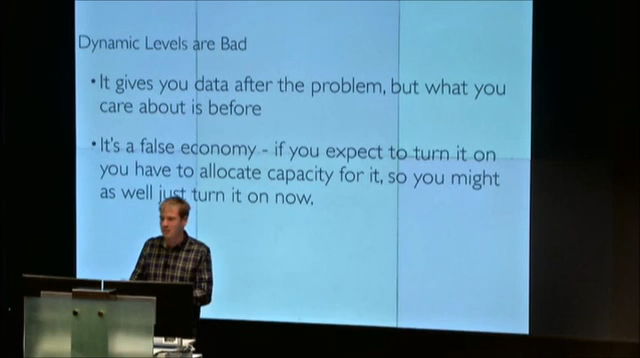 Dynamic Levels are Bad
• It gives you data after the problem, but what you
care about is before
• It's a false economy - if you expect to turn it on
you have to allocate capacity for it, so you might
as well just turn it on now.